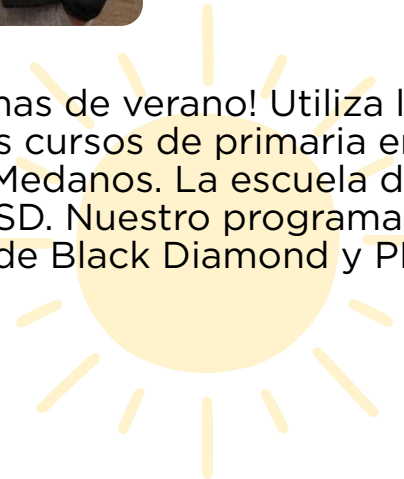 nas de verano! Utiliza l
s cursos de primaria en
Medanos. La escuela d
SD. Nuestro programa
de Black Diamond y P